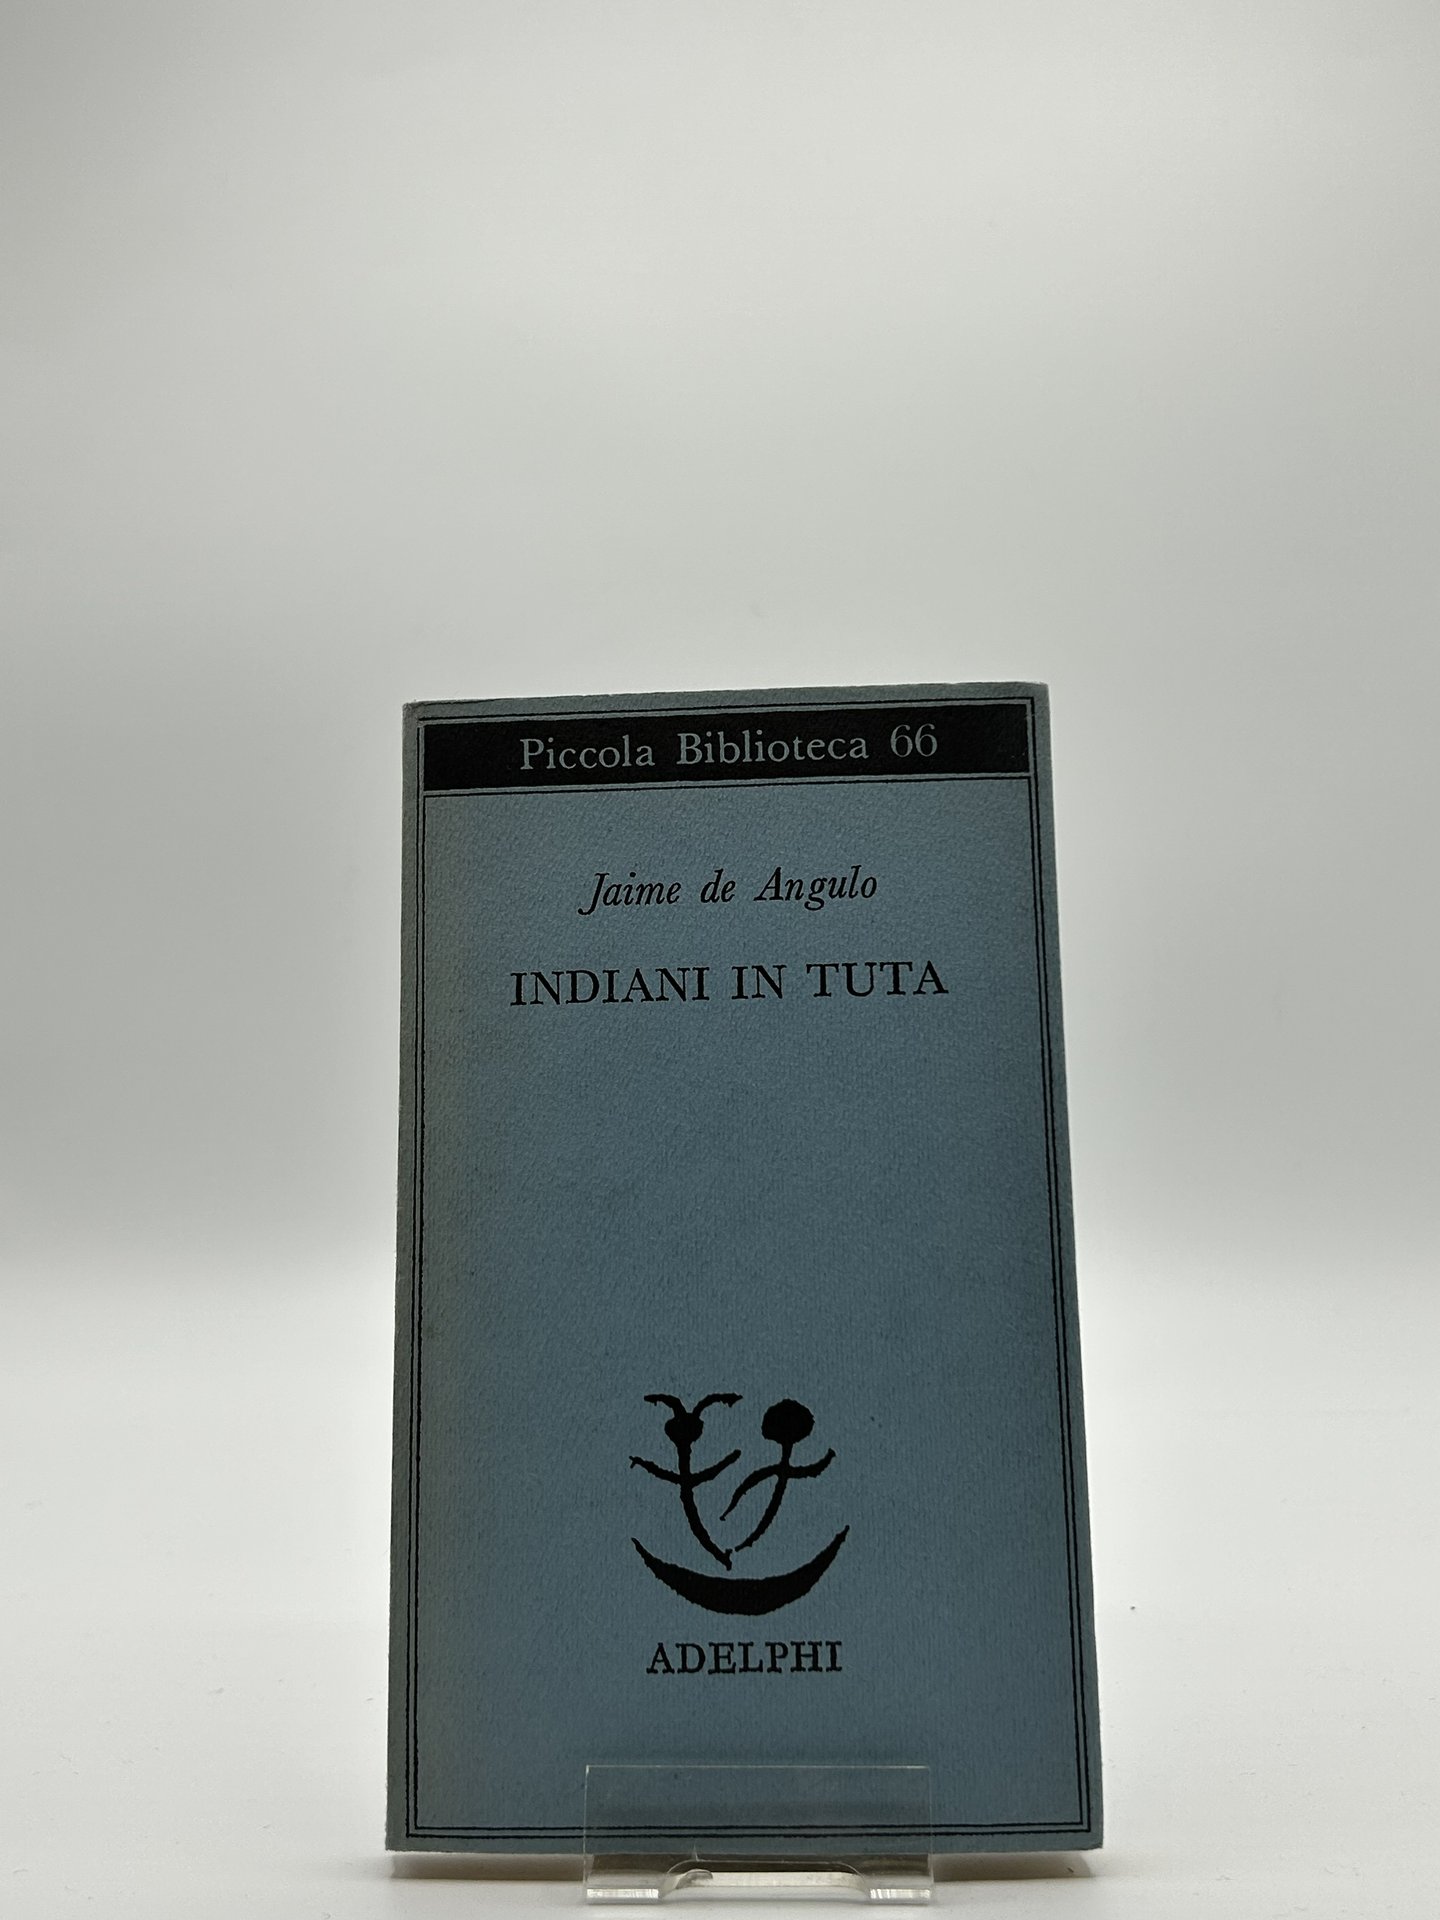 Piccola Biblioteca 66
Jaime de Angulo
INDIANI IN TUTA
ADELPHI